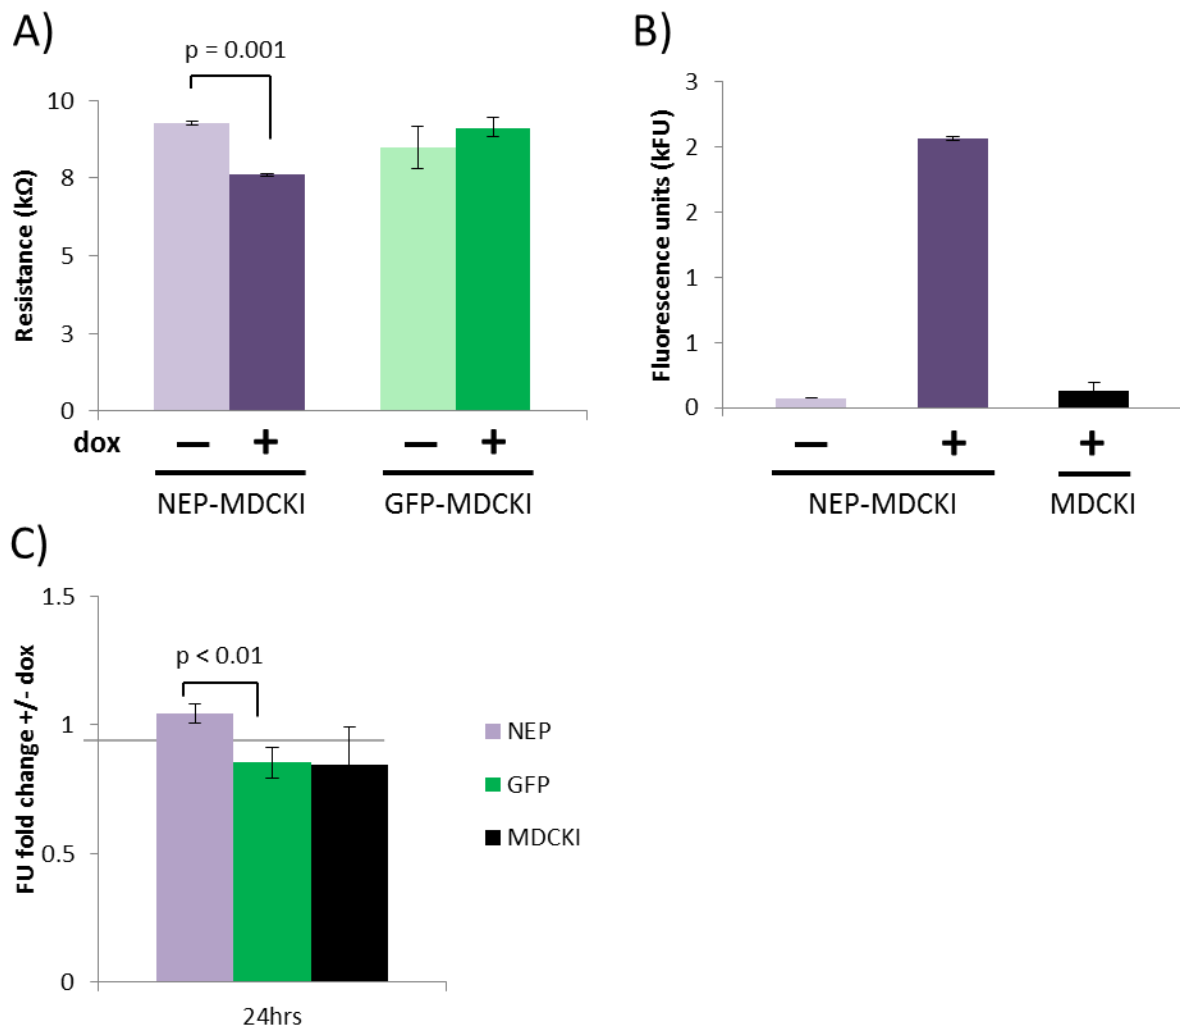 A)
p = 0.001
10
8
5
3
0
Resistance (kΩ)
dox − + − +
NEP-MDCKI GFP-MDCKI
B)
3
2
2
1
1
0
Fluorescence units (kFU)
− + +
NEP-MDCKI MDCKI
C)
1.5
1
0.5
0
FU fold change +/- dox
p < 0.01
24hrs
NEP
GFP
MDCKI